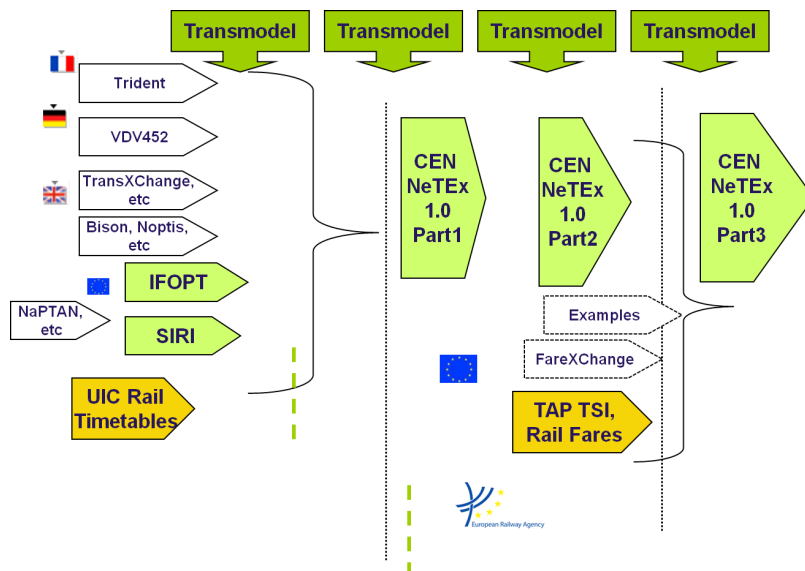 Transmodel
Transmodel
Transmodel
Transmodel
Trident
VDV452
TransXChange,
etc
Bison, Noptis,
etc
IFOPT
NaPTAN,
etc
SIRI
UIC Rail
Timetables
CEN
NeTEx
1.0
Part1
CEN
NeTEx
1.0
Part2
Examples
FareXChange
TAP TSI,
Rail Fares
CEN
NeTEx
1.0
Part3
European Railway Agency